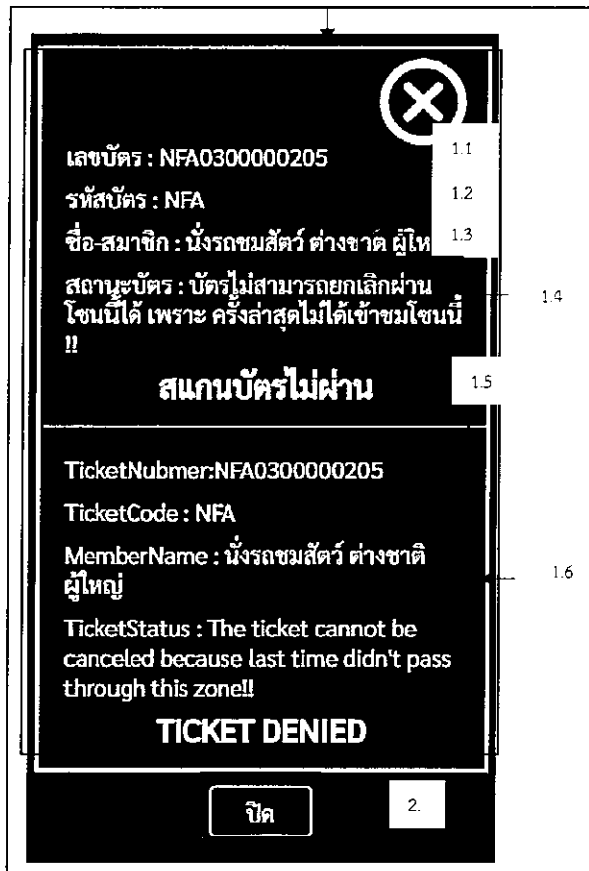 เลขบัตร : NFA0300000205
1.1
รหัสบัตร : NFA
1.2
ชื่อ-สมาชิก : นั่งรถชมสัตว์ ต่างชาติ ผู้ให
1.3
สถานะบัตร : บัตรไม่สามารถยกเลิกผ่าน
1.4
โซนนี้ได้ เพราะ ครั้งล่าสุดไม่ได้เข้าชมโซนนี้
!!
สแกนบัตรไม่ผ่าน
1.5
TicketNubmer:NFA0300000205
TicketCode : NFA
MemberName : นั่งรถชมสัตว์ ต่างชาติ
ผู้ใหญ่
1.6
TicketStatus : The ticket cannot be
canceled because last time didn't pass
through this zone!!
TICKET DENIED
ปิด
2.